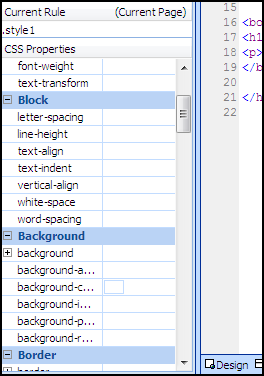 Current Rule (Current Page)
.style1
CSS Properties
font-weight
text-transform
Block
letter-spacing
line-height
text-align
text-indent
vertical-align
white-space
word-spacing
Background
background
background-a...
background-c...
background-i...
background-p...
background-r...
Border
border
15
16 <bo
17 <h1
18 <p>
19 </b
20
21 </h
22
Design